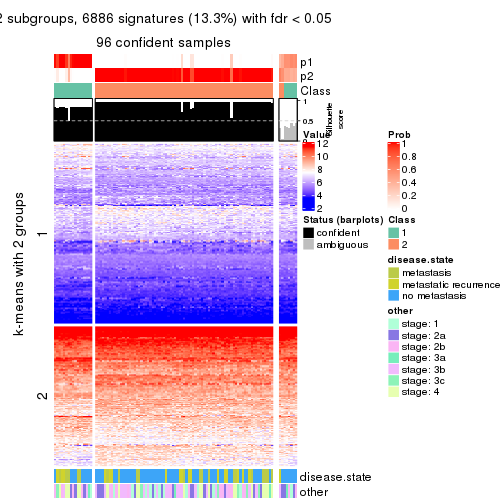 2 subgroups, 6886 signatures (13.3%) with fdr < 0.05
96 confident samples
p1
p2
Class
1
0.5
0
Silhouette
score
k-means with 2 groups
1
2
disease.state
other
Value
12
10
8
6
4
2
Status (barplots)
confident
ambiguous
Prob
1
0.8
0.6
0.4
0.2
0
Class
1
2
disease.state
metastasis
metastatic recurrence
no metastasis
other
stage: 1
stage: 2a
stage: 2b
stage: 3a
stage: 3b
stage: 3c
stage: 4